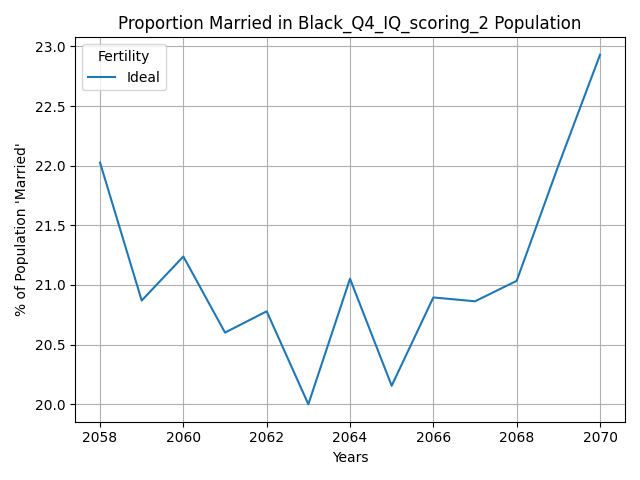 Proportion Married in Black_Q4_IQ_scoring_2 Population
23.0
22.5
22.0
21.5
21.0
20.5
20.0
% of Population 'Married'
Fertility
Ideal
2058 2060 2062 2064 2066 2068 2070
Years